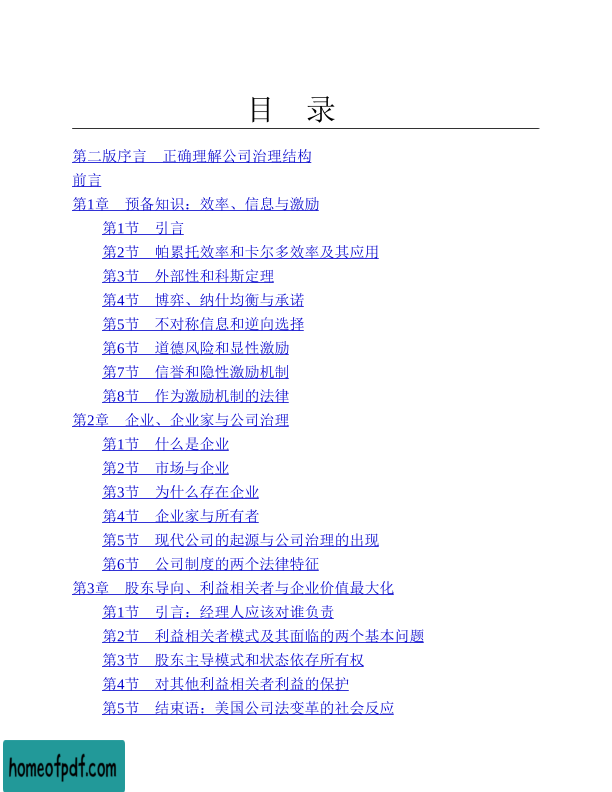 目 录
第二版序言 正确理解公司治理结构
前言
第1章 预备知识：效率、信息与激励
第1节 引言
第2节 帕累托效率和卡尔多效率及其应用
第3节 外部性和科斯定理
第4节 博弈、纳什均衡与承诺
第5节 不对称信息和逆向选择
第6节 道德风险和显性激励
第7节 信誉和隐性激励机制
第8节 作为激励机制的法律
第2章 企业、企业家与公司治理
第1节 什么是企业
第2节 市场与企业
第3节 为什么存在企业
第4节 企业家与所有者
第5节 现代公司的起源与公司治理的出现
第6节 公司制度的两个法律特征
第3章 股东导向、利益相关者与企业价值最大化
第1节 引言：经理人应该对谁负责
第2节 利益相关者模式及其面临的两个基本问题
第3节 股东主导模式和状态依存所有权
第4节 对其他利益相关者利益的保护
第5节 结束语：美国公司法变革的社会反应
homeofpdf.com